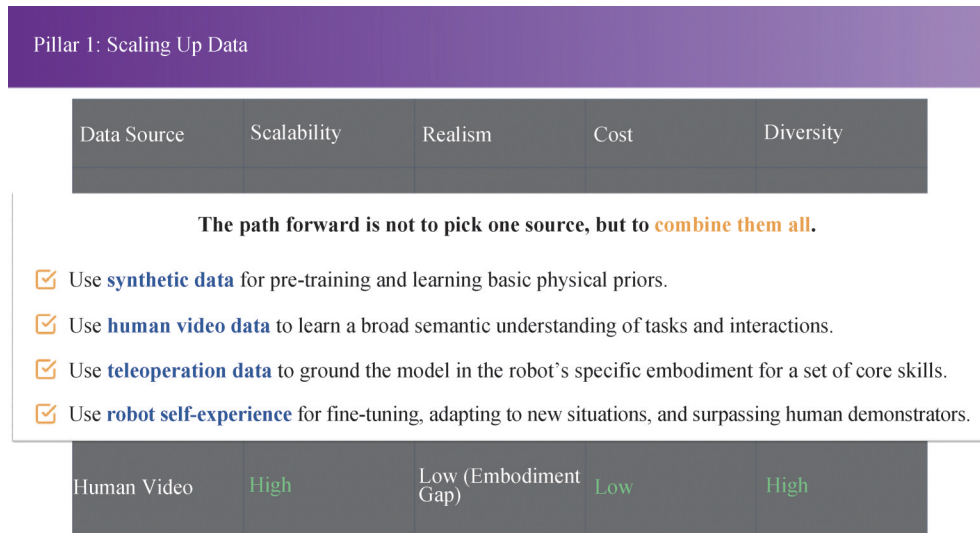 Pillar 1: Scaling Up Data
Data Source Scalability Realism Cost Diversity
The path forward is not to pick one source, but to combine them all.
Use synthetic data for pre-training and learning basic physical priors.
Use human video data to learn a broad semantic understanding of tasks and interactions.
Use teleoperation data to ground the model in the robot’s specific embodiment for a set of core skills.
Use robot self-experience for fine-tuning, adapting to new situations, and surpassing human demonstrators.
Human Video High Low (Embodiment Gap) Low High